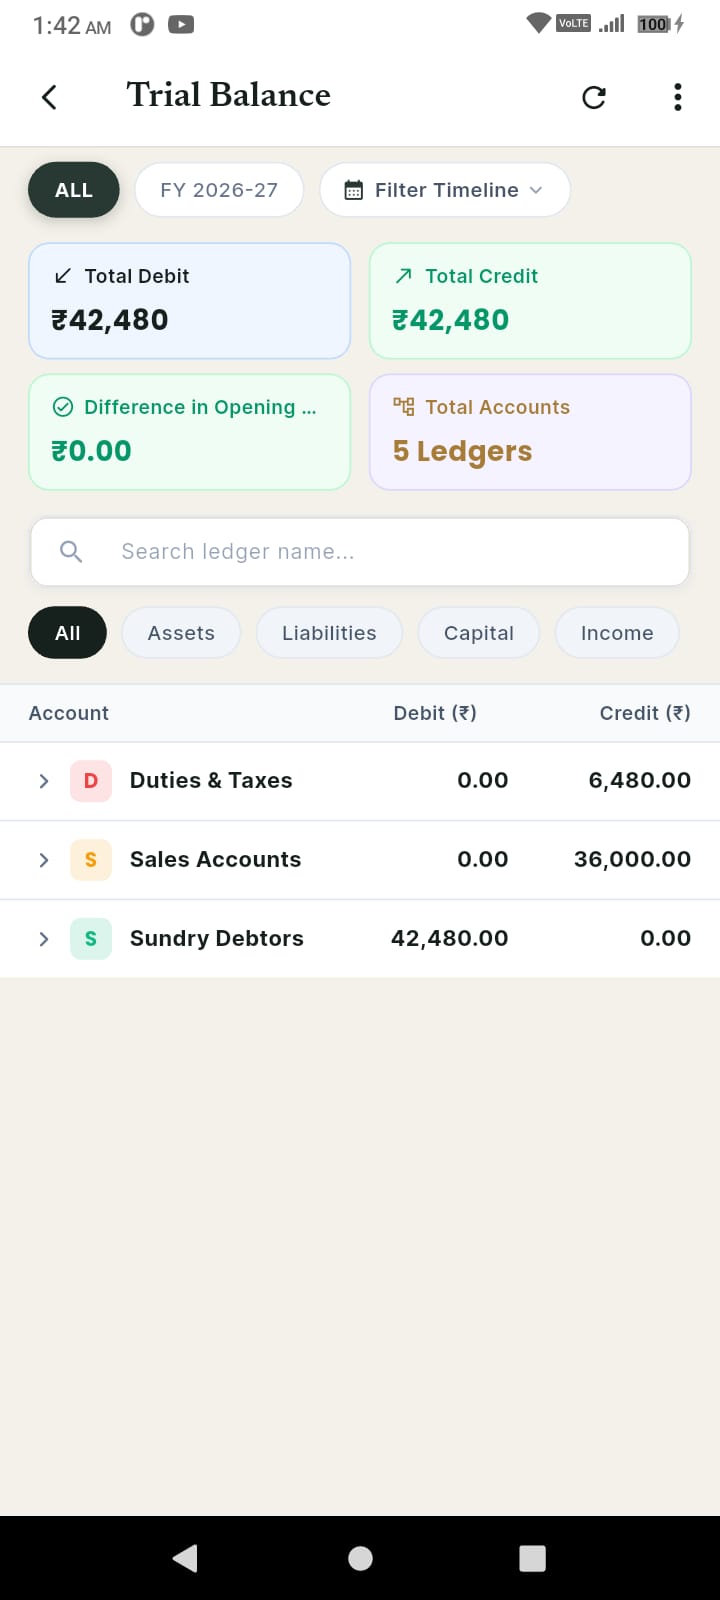 1:42 AM VoLTE 100
Trial Balance
ALL FY 2026-27 Filter Timeline
Total Debit Total Credit
₹42,480 ₹42,480
Difference in Opening ... Total Accounts
₹0.00 5 Ledgers
Search ledger name...
All Assets Liabilities Capital Income
Account Debit (₹) Credit (₹)
D Duties & Taxes 0.00 6,480.00
S Sales Accounts 0.00 36,000.00
S Sundry Debtors 42,480.00 0.00